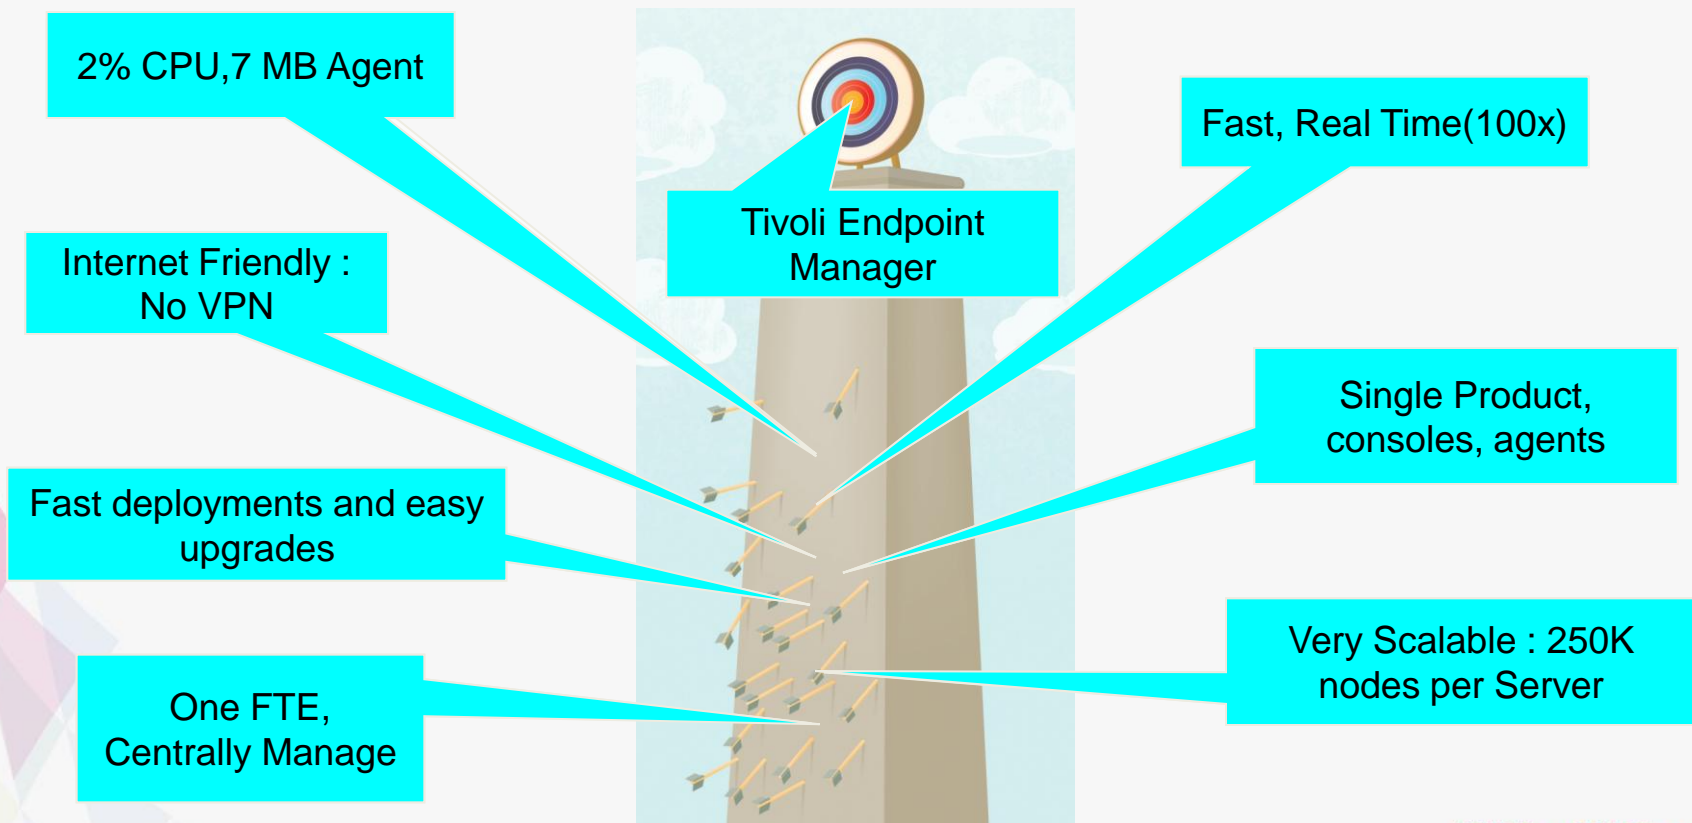 2% CPU,7 MB Agent
Fast, Real Time(100x)
Tivoli Endpoint
Manager
Internet Friendly :
No VPN
Single Product,
consoles, agents
Fast deployments and easy
upgrades
Very Scalable : 250K
nodes per Server
One FTE,
Centrally Manage